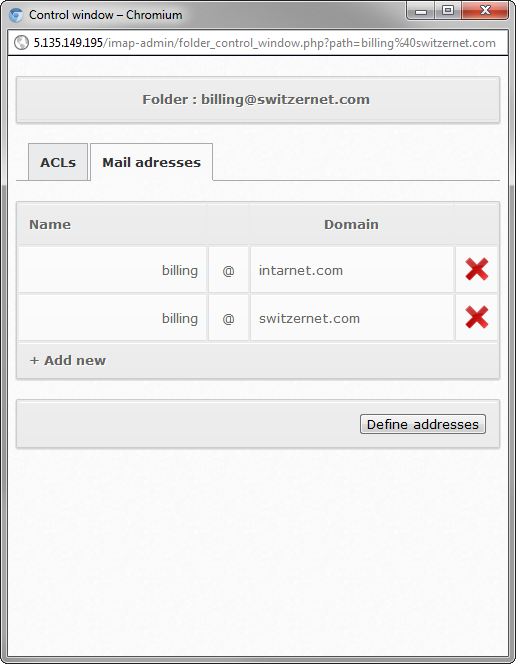 Control window – Chromium
5.135.149.195/imap-admin/folder_control_window.php?path=billing%40switzernet.com
Folder : billing@switzernet.com
ACLs Mail adresses
Name Domain
billing @ intarnet.com
billing @ switzernet.com
+ Add new
Define addresses